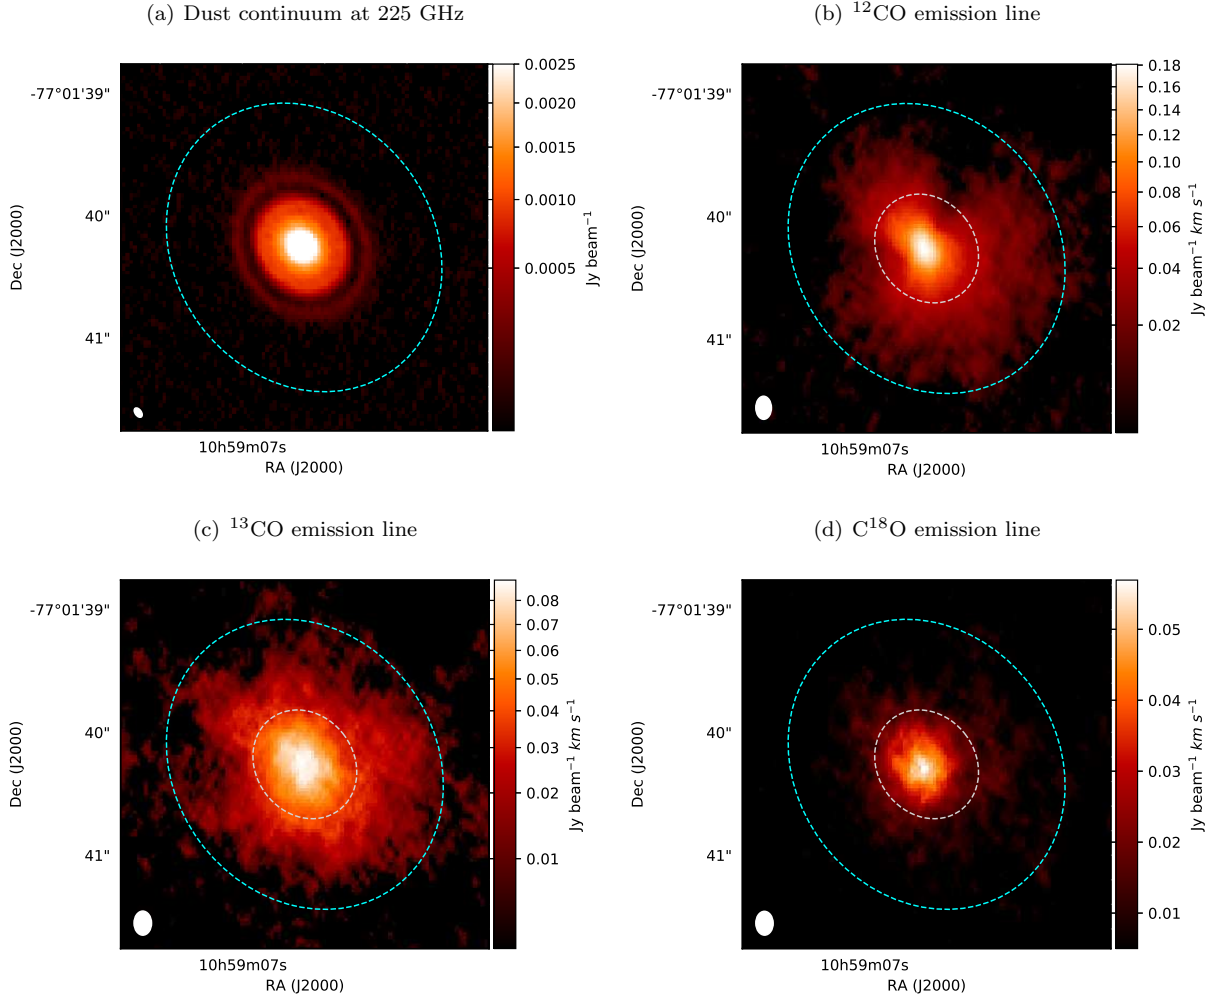 (a) Dust continuum at 225 GHz
-77°01'39"
40"
41"
Dec (J2000)
10h59m07s
RA (J2000)
0.0025
0.0020
0.0015
0.0010
0.0005
Jy beam⁻¹
(b) ¹²CO emission line
-77°01'39"
40"
41"
Dec (J2000)
10h59m07s
RA (J2000)
0.18
0.16
0.14
0.12
0.10
0.08
0.06
0.04
0.02
Jy beam⁻¹ km s⁻¹
(c) ¹³CO emission line
-77°01'39"
40"
41"
Dec (J2000)
10h59m07s
RA (J2000)
0.08
0.07
0.06
0.05
0.04
0.03
0.02
0.01
Jy beam⁻¹ km s⁻¹
(d) C¹⁸O emission line
-77°01'39"
40"
41"
Dec (J2000)
10h59m07s
RA (J2000)
0.05
0.04
0.03
0.02
0.01
Jy beam⁻¹ km s⁻¹